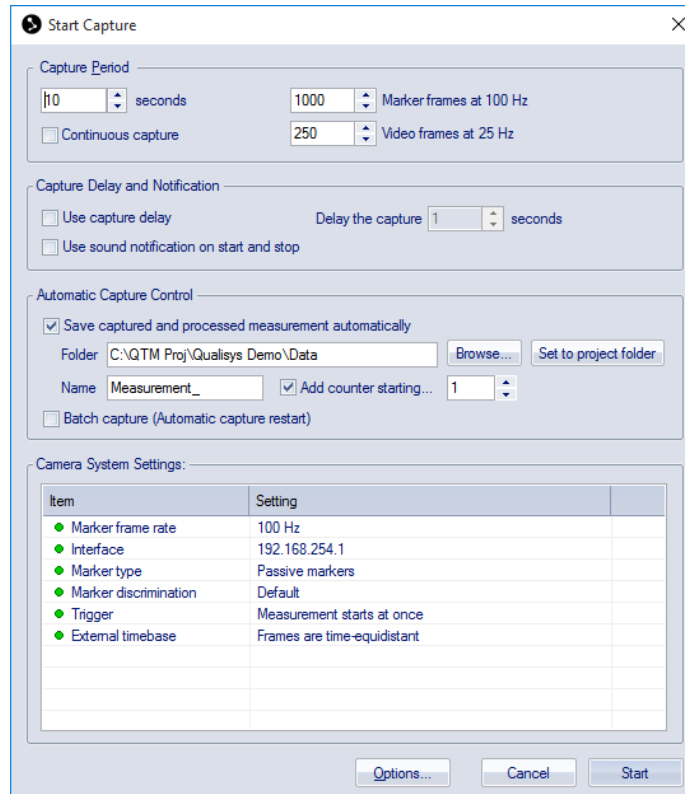 Start Capture
Capture Period
10 seconds 1000 Marker frames at 100 Hz
Continuous capture 250 Video frames at 25 Hz
Capture Delay and Notification
Use capture delay Delay the capture 1 seconds
Use sound notification on start and stop
Automatic Capture Control
Save captured and processed measurement automatically
Folder C:\QTM Proj\Qualisys Demo\Data Browse... Set to project folder
Name Measurement_ Add counter starting... 1
Batch capture (Automatic capture restart)
Camera System Settings:
Item Setting
Marker frame rate 100 Hz
Interface 192.168.254.1
Marker type Passive markers
Marker discrimination Default
Trigger Measurement starts at once
External timebase Frames are time-equidistant
Options... Cancel Start